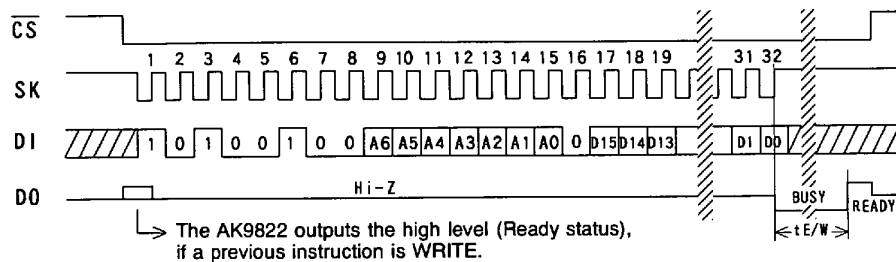 CS
1 2 3 4 5 6 7 8 9 10 11 12 13 14 15 16 17 18 19 31 32
SK
DI 1 0 1 0 0 1 0 0 A6 A5 A4 A3 A2 A1 A0 0 D15 D14 D13 D1 D0
DO Hi-Z BUSY READY
The AK9822 outputs the high level (Ready status), tE/W
if a previous instruction is WRITE.